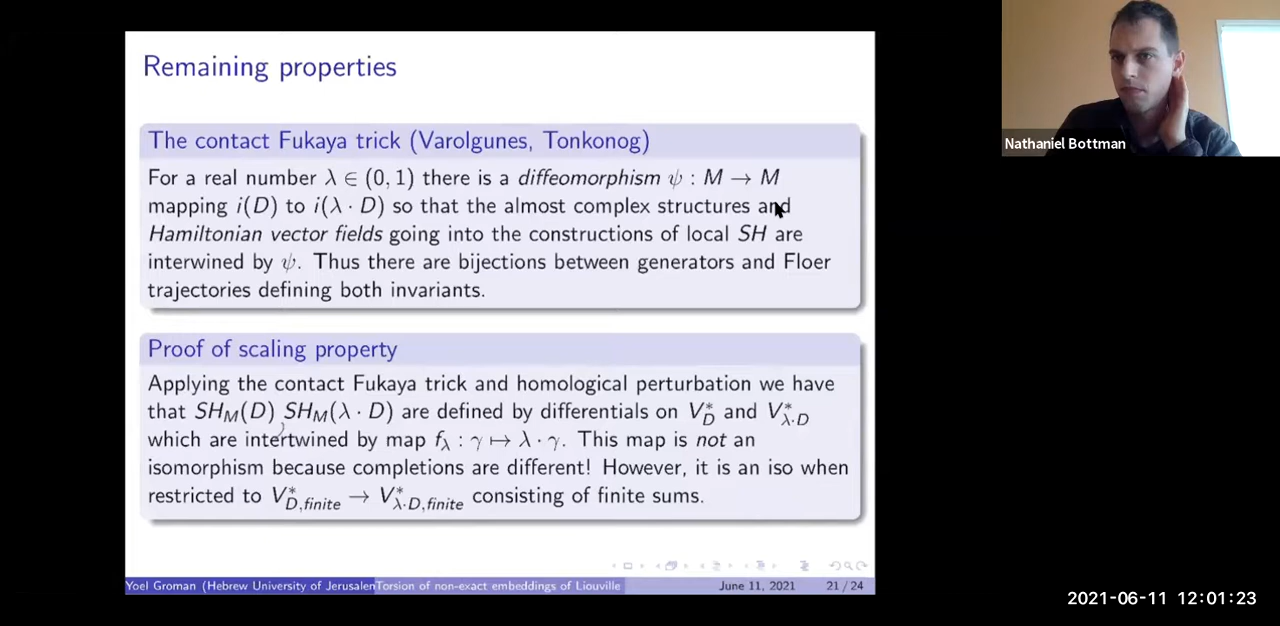 Remaining properties
The contact Fukaya trick (Varolgunes, Tonkonog)
For a real number λ ∈ (0, 1) there is a diffeomorphism ψ : M → M
mapping i(D) to i(λ · D) so that the almost complex structures and
Hamiltonian vector fields going into the constructions of local SH are
interwined by ψ. Thus there are bijections between generators and Floer
trajectories defining both invariants.
Proof of scaling property
Applying the contact Fukaya trick and homological perturbation we have
that SH_M(D) SH_M(λ · D) are defined by differentials on V*_D and V*_{λ·D}
which are intertwined by map f_λ : γ ↦ λ · γ. This map is not an
isomorphism because completions are different! However, it is an iso when
restricted to V*_{D,finite} → V*_{λ·D,finite} consisting of finite sums.
Yoel Groman (Hebrew University of Jerusalem Torsion of non-exact embeddings of Liouville June 11, 2021 21 / 24
Nathaniel Bottman
2021-06-11 12:01:23